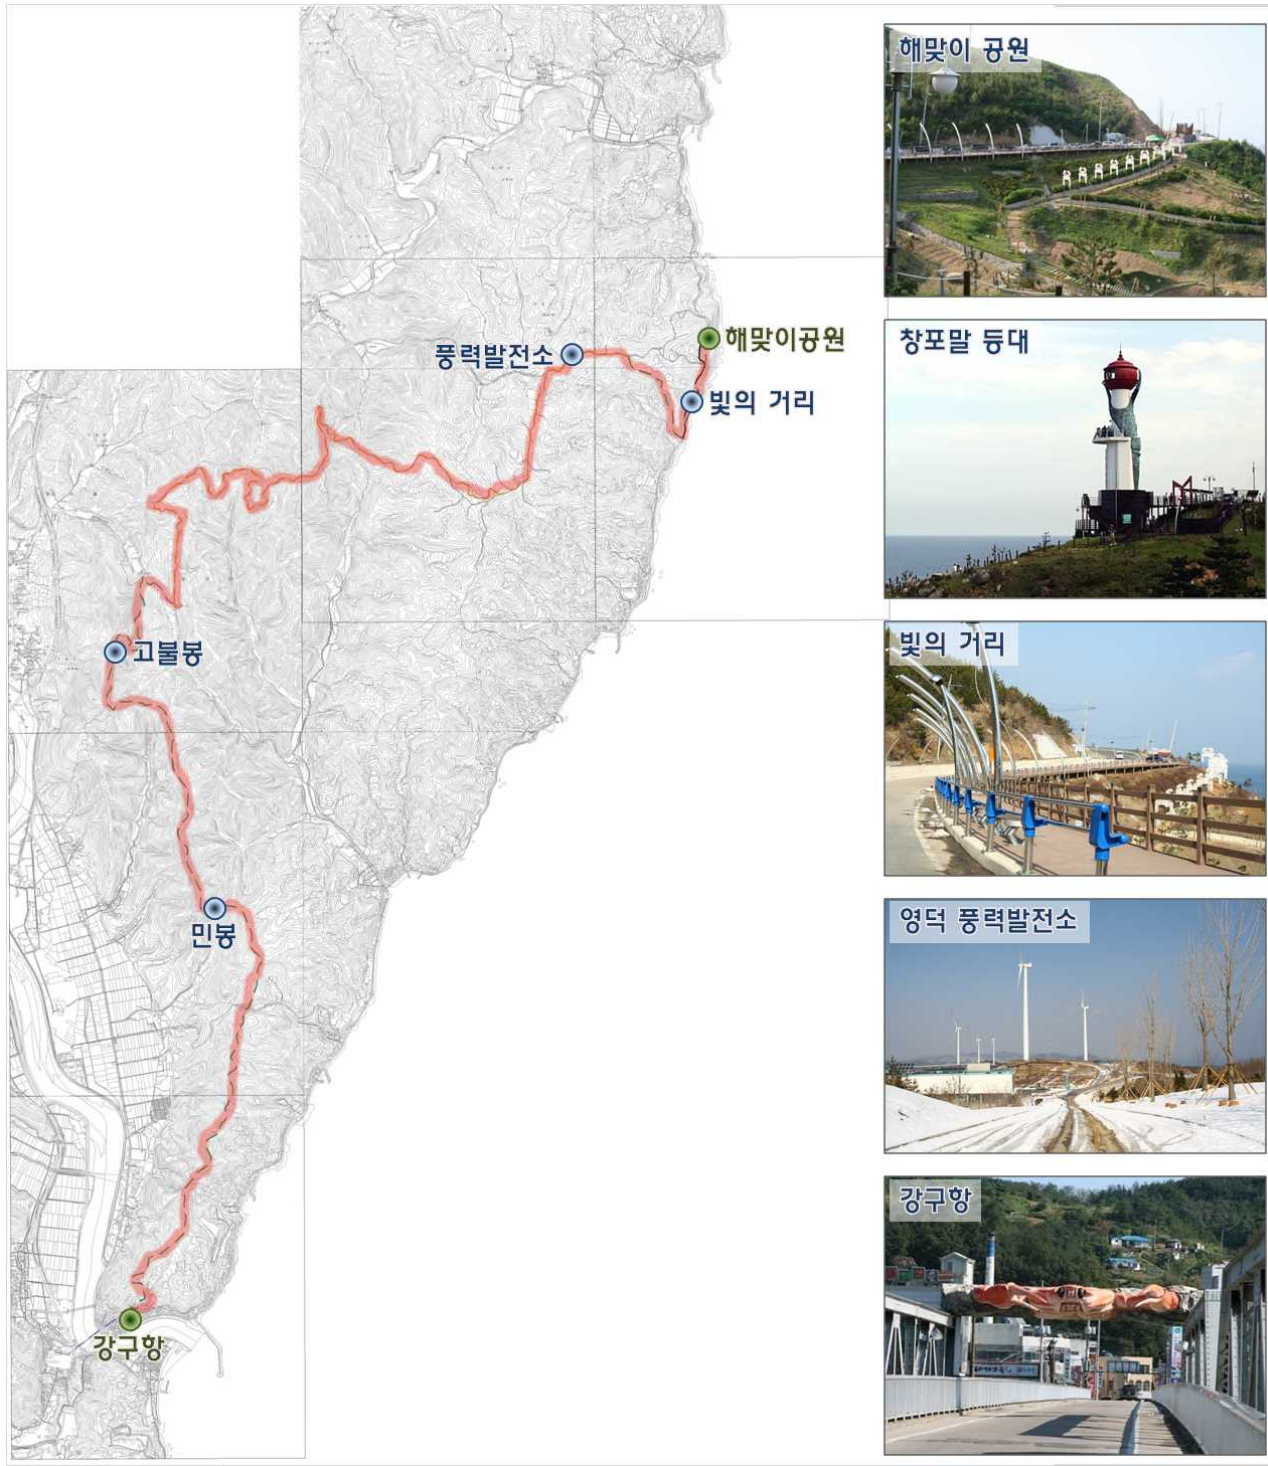 해맞이 공원
창포말 등대
빛의 거리
영덕 풍력발전소
강구항
해맞이공원
풍력발전소
빛의 거리
고불봉
민봉
강구항